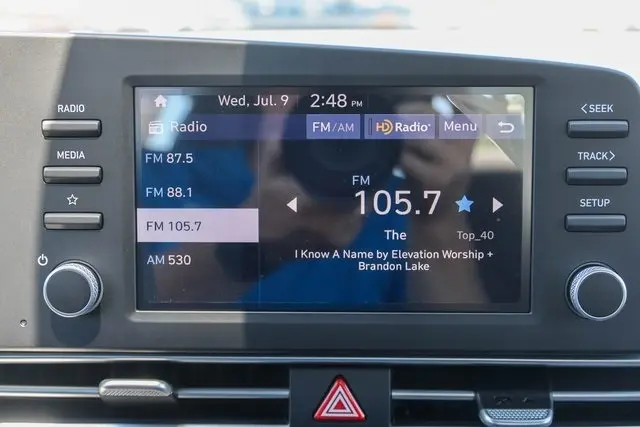 Wed, Jul. 9 2:48 PM
RADIO
MEDIA
Radio FM/AM HD Radio Menu
FM 87.5
FM 88.1
FM 105.7
AM 530
FM
105.7
The Top_40
I Know A Name by Elevation Worship +
Brandon Lake
<SEEK
TRACK>
SETUP